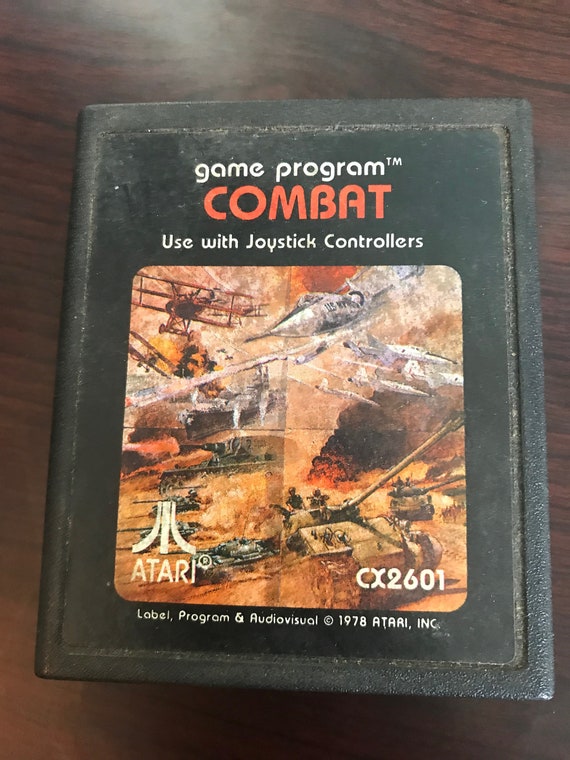 game program™
COMBAT
Use with Joystick Controllers
ATARI®
CX2601
Label, Program & Audiovisual © 1978 ATARI, INC.